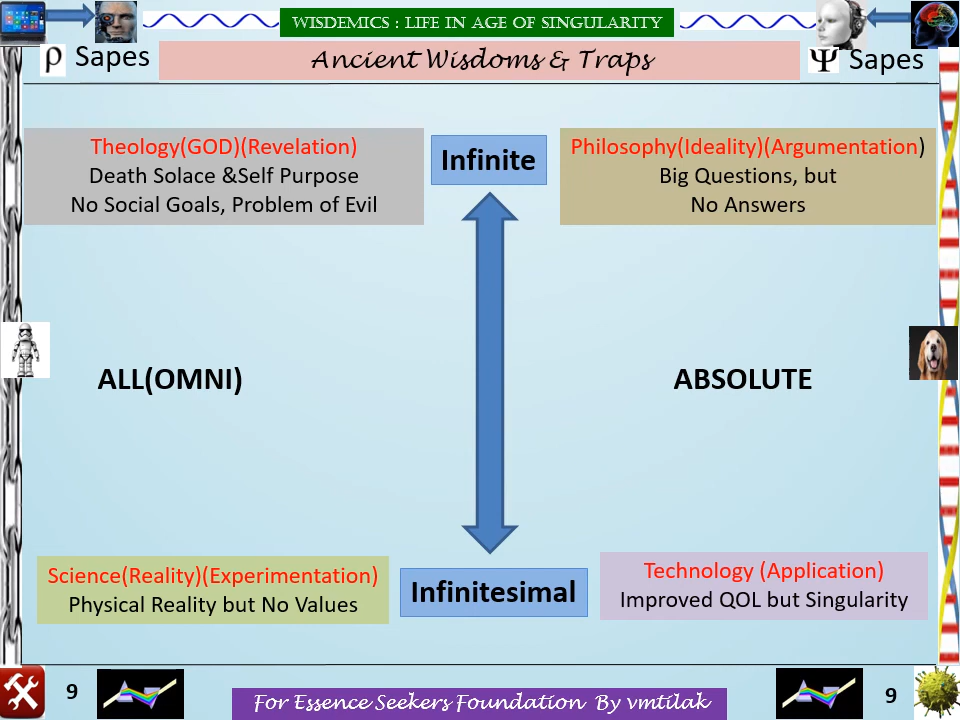 WISDEMICS : LIFE IN AGE OF SINGULARITY
ρ Sapes
Ancient Wisdoms & Traps
Ψ Sapes
Theology(GOD)(Revelation)
Death Solace &Self Purpose
No Social Goals, Problem of Evil
Infinite
Philosophy(Ideality)(Argumentation)
Big Questions, but
No Answers
ALL(OMNI)
ABSOLUTE
Science(Reality)(Experimentation)
Physical Reality but No Values
Infinitesimal
Technology (Application)
Improved QOL but Singularity
9
For Essence Seekers Foundation By vmtilak
9